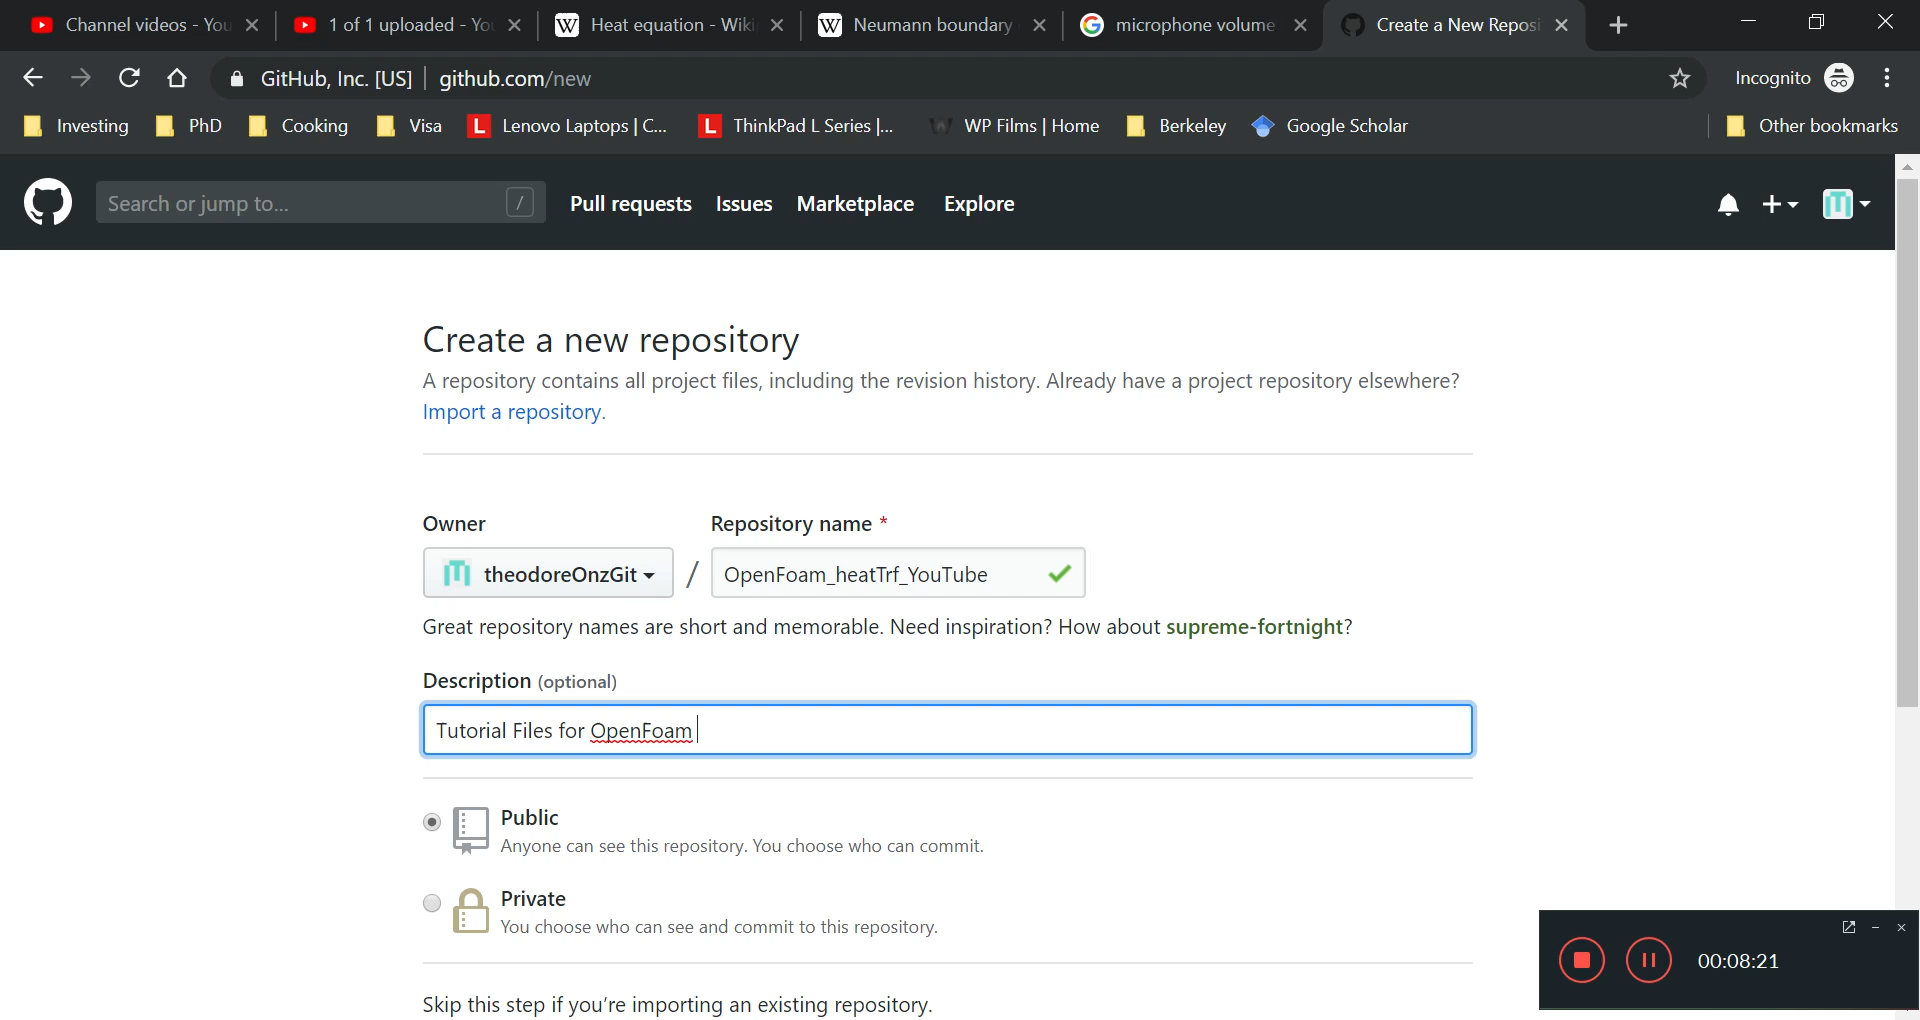 Channel videos - You
1 of 1 uploaded - Yo
Heat equation - Wiki
Neumann boundary
microphone volume
Create a New Reposi
GitHub, Inc. [US]
github.com/new
Incognito
Investing
PhD
Cooking
Visa
Lenovo Laptops | C...
ThinkPad L Series |...
WP Films | Home
Berkeley
Google Scholar
Other bookmarks
Search or jump to...
/
Pull requests
Issues
Marketplace
Explore
Create a new repository
A repository contains all project files, including the revision history. Already have a project repository elsewhere?
Import a repository.
Owner
Repository name *
theodoreOnzGit
/
OpenFoam_heatTrf_YouTube
Great repository names are short and memorable. Need inspiration? How about supreme-fortnight?
Description (optional)
Tutorial Files for OpenFoam
Public
Anyone can see this repository. You choose who can commit.
Private
You choose who can see and commit to this repository.
Skip this step if you're importing an existing repository.
00:08:21